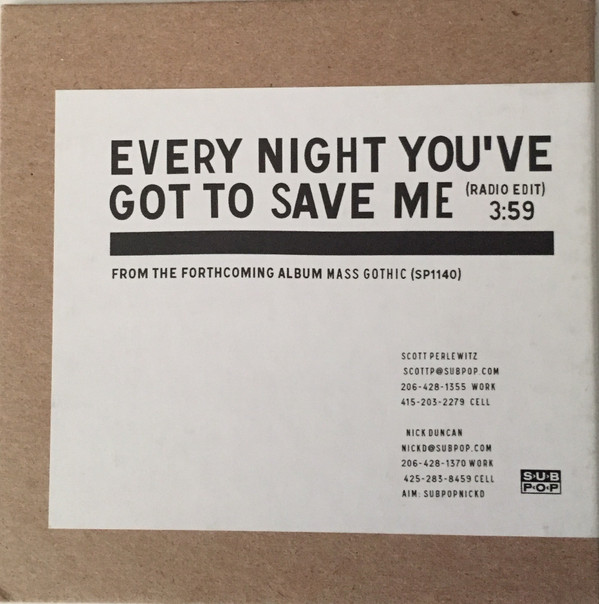 EVERY NIGHT YOU'VE
GOT TO SAVE ME (RADIO EDIT) 3:59
FROM THE FORTHCOMING ALBUM MASS GOTHIC (SP1140)
SCOTT PERLEWITZ
SCOTTP@SUBPOP.COM
206-428-1355 WORK
415-203-2279 CELL
NICK DUNCAN
NICKD@SUBPOP.COM
206-428-1370 WORK
425-283-8459 CELL
AIM: SUBPOPNICKD
SUB
POP